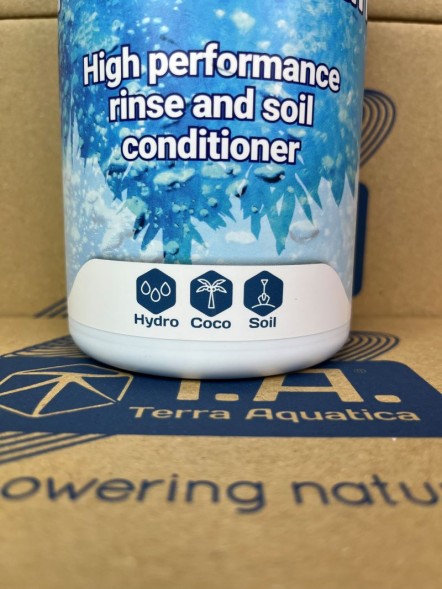 High performance
rinse and soil
conditioner
Hydro Coco Soil
T.A.
Terra Aquatica
owering natu